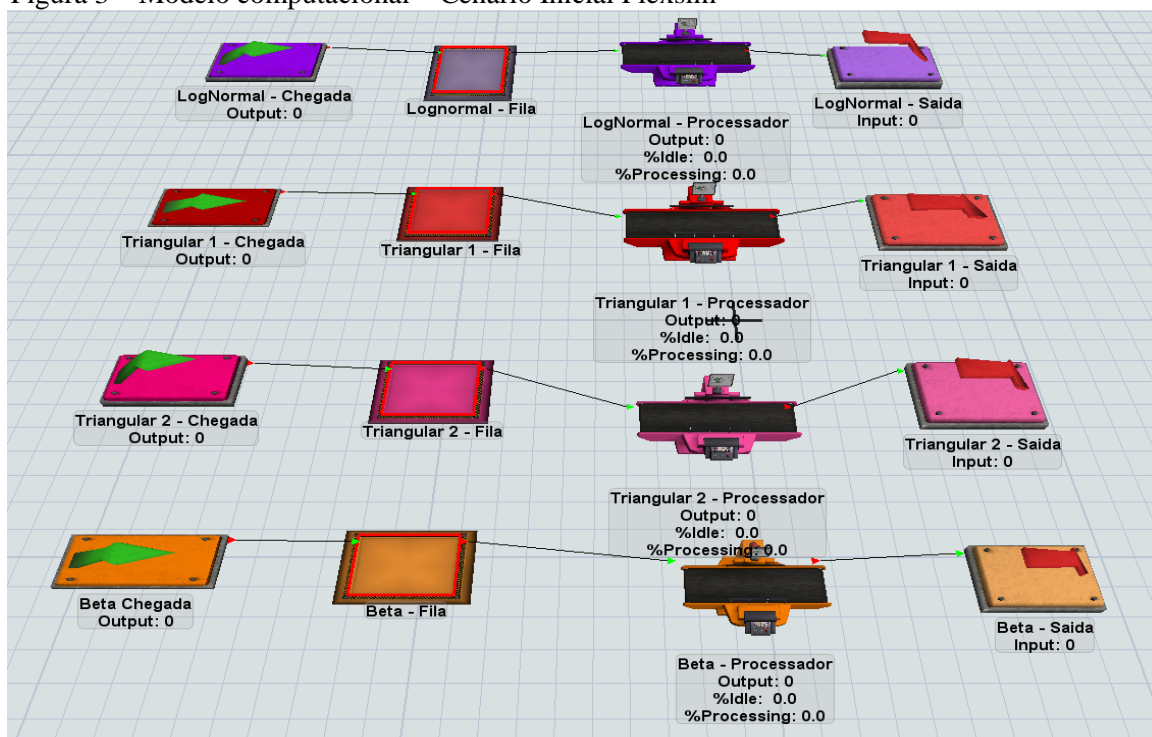 Figura 3 – Modelo computacional – Cenário Inicial Flexsim
LogNormal - Chegada
Output: 0
Lognormal - Fila
LogNormal - Processador
Output: 0
%Idle: 0.0
%Processing: 0.0
LogNormal - Saida
Input: 0
Triangular 1 - Chegada
Output: 0
Triangular 1 - Fila
Triangular 1 - Processador
Output: 0
%Idle: 0.0
%Processing: 0.0
Triangular 1 - Saida
Input: 0
Triangular 2 - Chegada
Output: 0
Triangular 2 - Fila
Triangular 2 - Processador
Output: 0
%Idle: 0.0
%Processing: 0.0
Triangular 2 - Saida
Input: 0
Beta Chegada
Output: 0
Beta - Fila
Beta - Processador
Output: 0
%Idle: 0.0
%Processing: 0.0
Beta - Saida
Input: 0